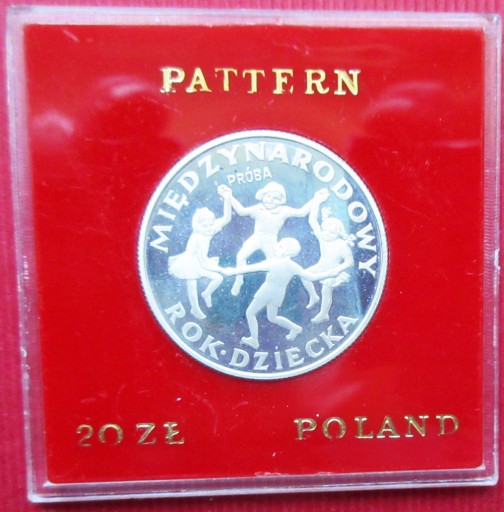 PATTERN
MIĘDZYNARODOWY
PRÓBA
ROK·DZIECKA
20 ZŁ
POLAND